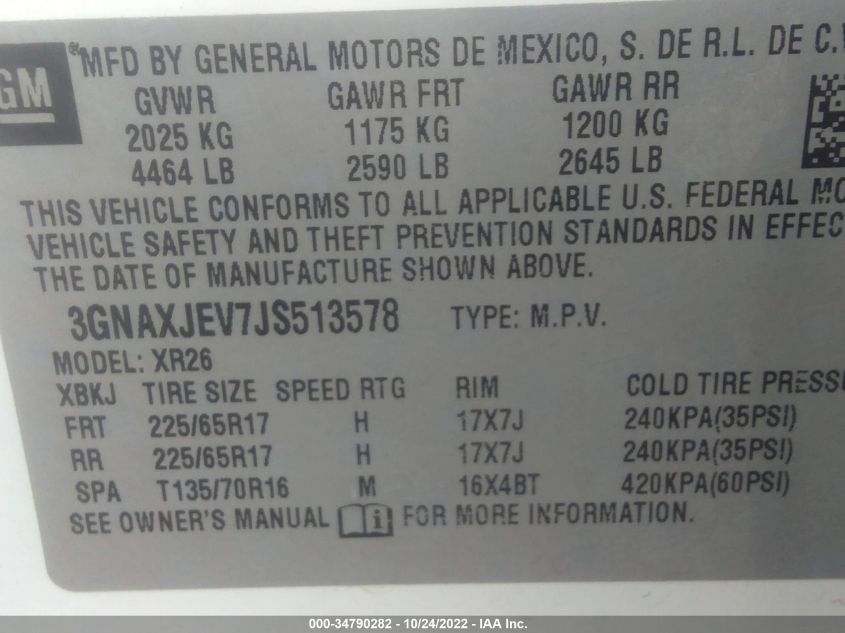 GM
® MFD BY GENERAL MOTORS DE MEXICO, S. DE R.L. DE C.V
GVWR GAWR FRT GAWR RR
2025 KG 1175 KG 1200 KG
4464 LB 2590 LB 2645 LB
THIS VEHICLE CONFORMS TO ALL APPLICABLE U.S. FEDERAL MO
VEHICLE SAFETY AND THEFT PREVENTION STANDARDS IN EFFEC
THE DATE OF MANUFACTURE SHOWN ABOVE.
3GNAXJEV7JS513578 TYPE: M.P.V.
MODEL: XR26
XBKJ TIRE SIZE SPEED RTG RIM COLD TIRE PRESS
FRT 225/65R17 H 17X7J 240KPA(35PSI)
RR 225/65R17 H 17X7J 240KPA(35PSI)
SPA T135/70R16 M 16X4BT 420KPA(60PSI)
SEE OWNER'S MANUAL i FOR MORE INFORMATION.
000-34790282 - 10/24/2022 - IAA Inc.